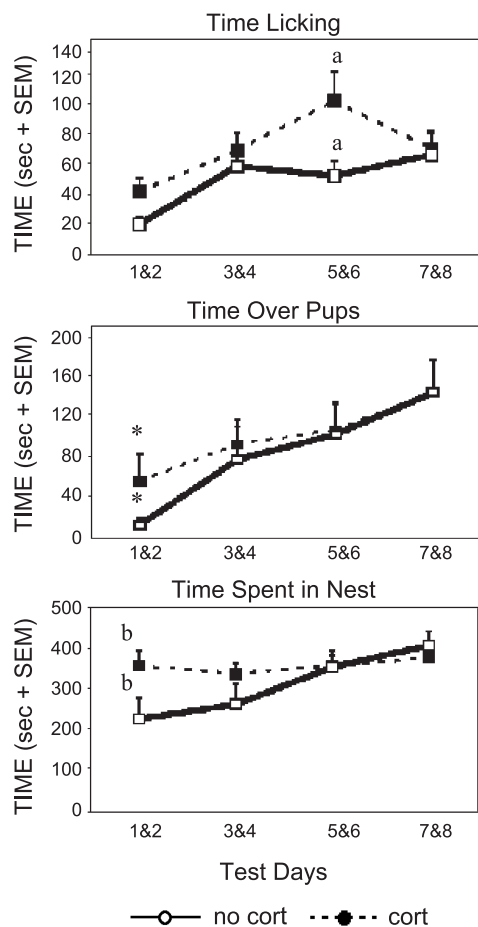 Time Licking
TIME (sec + SEM)
140
120
100
80
60
40
20
0
a
a
1&2 3&4 5&6 7&8
Time Over Pups
TIME (sec + SEM)
200
160
120
80
40
0
*
*
1&2 3&4 5&6 7&8
Time Spent in Nest
TIME (sec + SEM)
500
400
300
200
100
0
b
b
1&2 3&4 5&6 7&8
Test Days
no cort cort